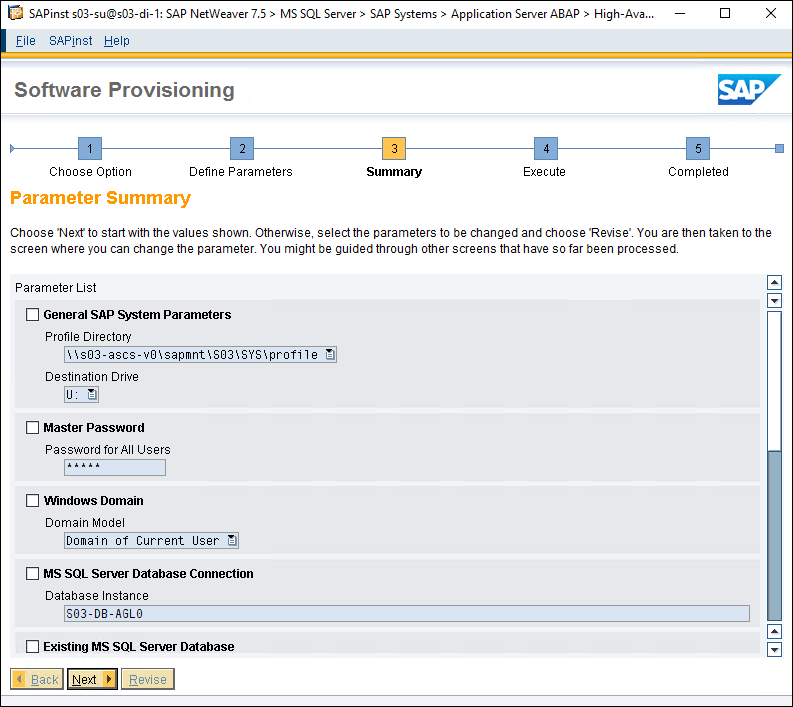 SAPinst s03-su@s03-di-1: SAP NetWeaver 7.5 > MS SQL Server > SAP Systems > Application Server ABAP > High-Ava...
File SAPinst Help
Software Provisioning
SAP
1 2 3 4 5
Choose Option Define Parameters Summary Execute Completed
Parameter Summary
Choose 'Next' to start with the values shown. Otherwise, select the parameters to be changed and choose 'Revise'. You are then taken to the
screen where you can change the parameter. You might be guided through other screens that have so far been processed.
Parameter List
General SAP System Parameters
Profile Directory
\\s03-ascs-v0\sapmnt\S03\SYS\profile
Destination Drive
U:
Master Password
Password for All Users
*****
Windows Domain
Domain Model
Domain of Current User
MS SQL Server Database Connection
Database Instance
S03-DB-AGL0
Existing MS SQL Server Database
Back Next Revise